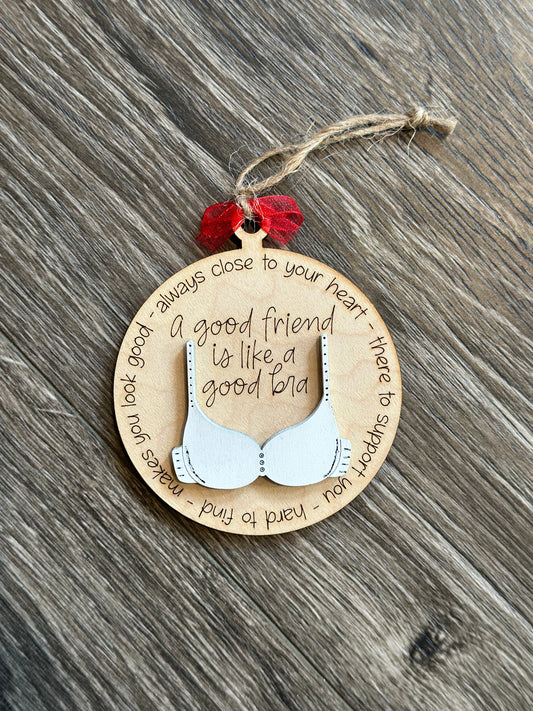 A good friend
is like a
good bra
always close to your heart - there to support you - hard to find - makes you look good -